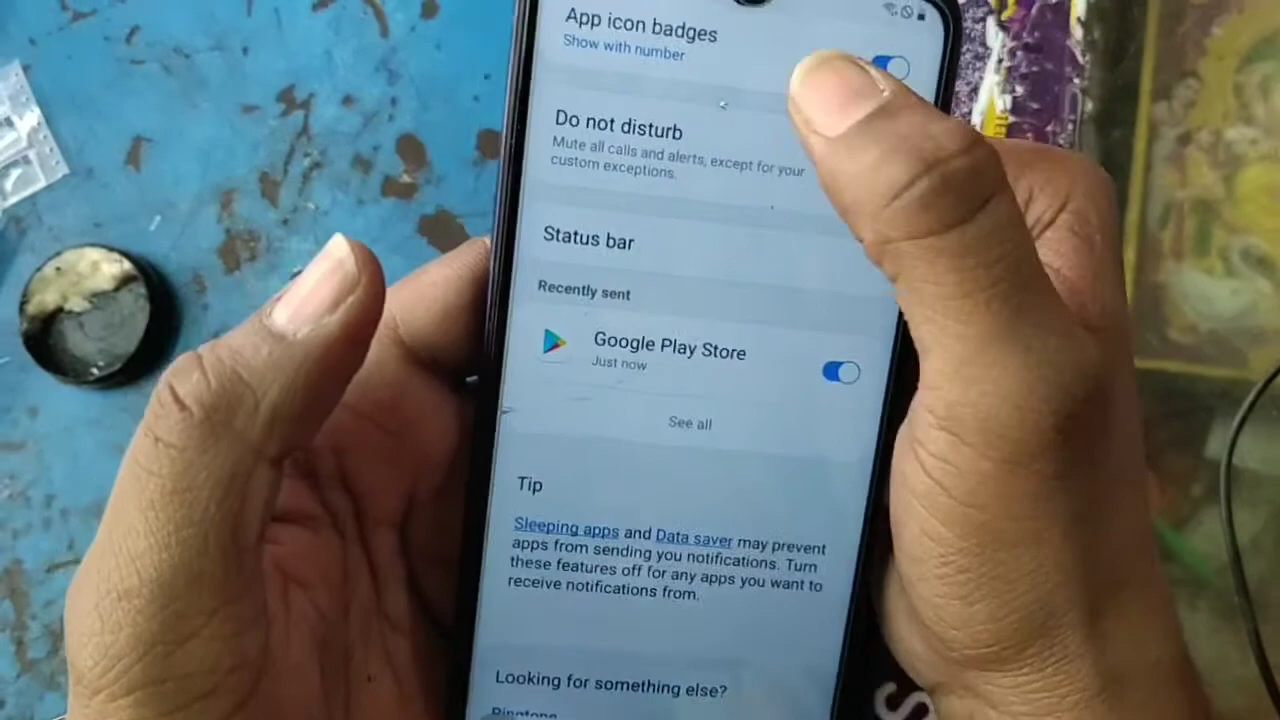 App icon badges
Show with number
Do not disturb
Mute all calls and alerts, except for your
custom exceptions.
Status bar
Recently sent
Google Play Store
Just now
See all
Tip
Sleeping apps and Data saver may prevent
apps from sending you notifications. Turn
these features off for any apps you want to
receive notifications from.
Looking for something else?
Ringtone